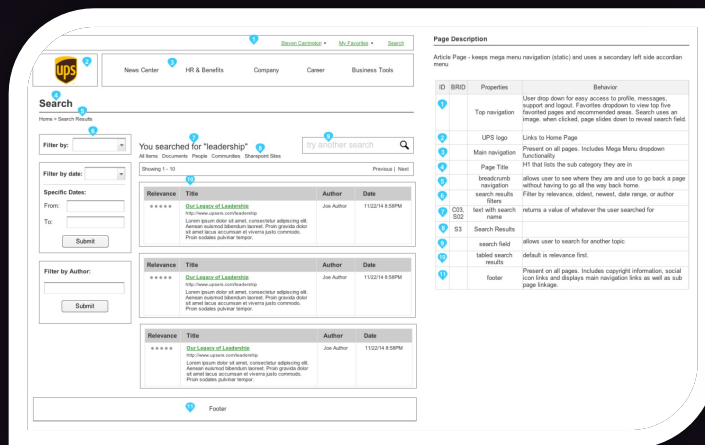 1
Steven Carrington
My Favorites
Search
ups
2
News Center
3
HR & Benefits
Company
Career
Business Tools
4
Search
5
Home > Search Results
6
Filter by:
7
You searched for "leadership"
8
All Items Documents People Communities Sharepoint Sites
9
try another search
Filter by date:
Specific Dates:
From:
To:
Submit
Filter by Author:
Submit
Showing 1 - 10
Previous | Next
10
Relevance Title Author Date
Our Legacy of Leadership Joe Author 11/22/14 8:58PM
http://www.upsers.com/leadership
Lorem ipsum dolor sit amet, consectetur adipiscing elit.
Aenean euismod bibendum laoreet. Proin gravida dolor
sit amet lacus accumsan et viverra justo commodo.
Proin sodales pulvinar tempor.
Relevance Title Author Date
Our Legacy of Leadership Joe Author 11/22/14 8:58PM
http://www.upsers.com/leadership
Lorem ipsum dolor sit amet, consectetur adipiscing elit.
Aenean euismod bibendum laoreet. Proin gravida dolor
sit amet lacus accumsan et viverra justo commodo.
Proin sodales pulvinar tempor.
Relevance Title Author Date
Our Legacy of Leadership Joe Author 11/22/14 8:58PM
http://www.upsers.com/leadership
Lorem ipsum dolor sit amet, consectetur adipiscing elit.
Aenean euismod bibendum laoreet. Proin gravida dolor
sit amet lacus accumsan et viverra justo commodo.
Proin sodales pulvinar tempor.
11
Footer
Page Description
Article Page - keeps mega menu navigation (static) and uses a secondary left side accordian
menu
ID BRID Properties Behavior
1 Top navigation
User drop down for easy access to profile, messages,
support and logout. Favorites dropdown to view top five
favorited pages and recommended areas. Search uses an
image. when clicked, page slides down to reveal search field.
2 UPS logo Links to Home Page
3 Main navigation
Present on all pages. Includes Mega Menu dropdown
functionality
4 Page Title H1 that lists the sub category they are in
5 breadcrumb
navigation
allows user to see where they are and use to go back a page
without having to go all the way back home.
6 search results
filters
Filter by relevance, oldest, newest, date range, or author
7 C03,
S02
text with search
name
returns a value of whatever the user searched for
8 S3 Search Results
9 search field allows user to search for another topic
10 tabled search
results
default is relevance first.
11 footer
Present on all pages. Includes copyright information, social
icon links and displays main navigation links as well as sub
page linkage.